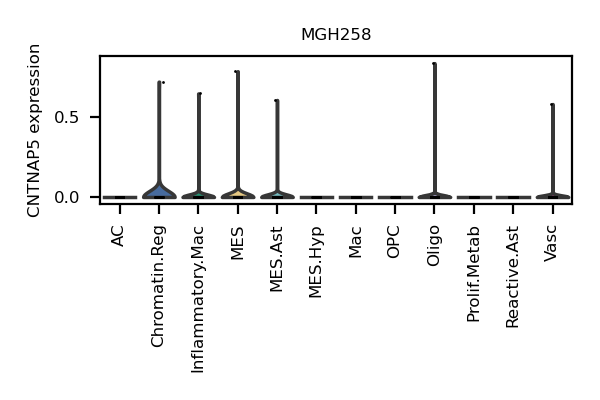 MGH258
CNTNAP5 expression
0.5
0.0
AC
Chromatin.Reg
Inflammatory.Mac
MES
MES.Ast
MES.Hyp
Mac
OPC
Oligo
Prolif.Metab
Reactive.Ast
Vasc